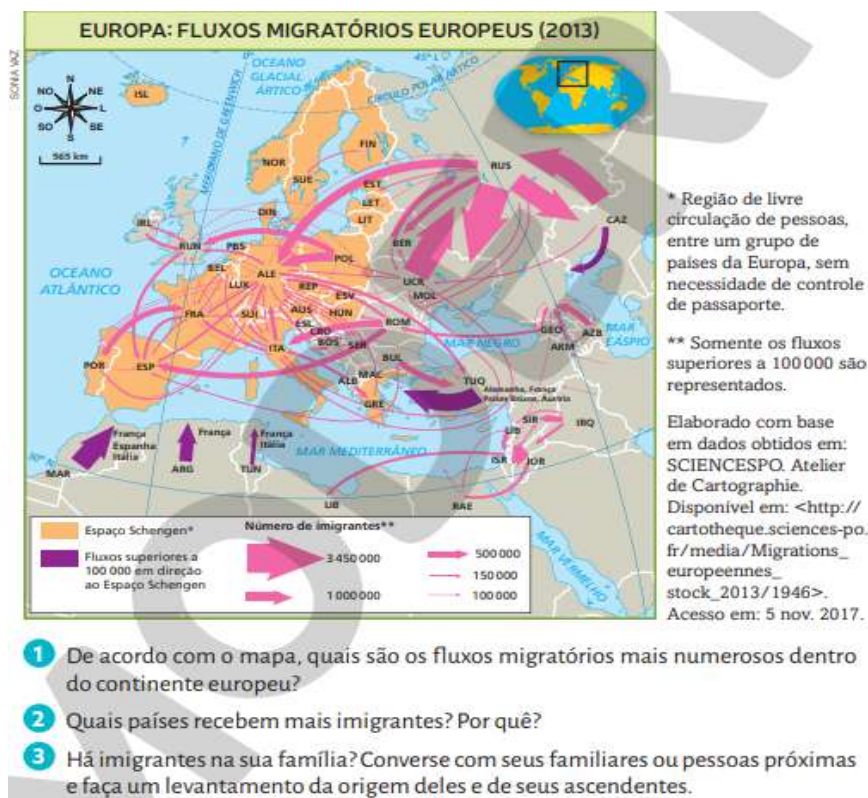 EUROPA: FLUXOS MIGRATÓRIOS EUROPEUS (2013)
SONIA VAZ
OCEANO
GLACIAL
ÁRTICO
45° L
CÍRCULO POLAR ÁRTICO
MERIDIANO DE GREENWICH
N
NO
NE
O
L
SO
SE
S
565 km
ISL
FIN
NOR
SUE
RUS
EST
LET
LIT
DIN
IRL
RUN
PBS
BEL
ALE
POL
LUX
REP
UCR
MOL
CAZ
OCEANO
ATLÂNTICO
FRA
SUI
AUS
ESV
HUN
ESL
CRO
ROM
BOS
SER
ITA
BUL
MAR NEGRO
GEO
AZB
ARM
MAR
CÁSPIO
POR
ESP
ALB
MAC
GRE
TUQ
Alemanha, França
Países Baixos, Áustria
França
Espanha
Itália
França
França
Itália
MAR
ARG
TUN
MAR MEDITERRÂNEO
SIR
LIB
IRQ
ISR
JOR
LIB
RAE
MAR VERMELHO
Espaço Schengen*
Fluxos superiores a
100 000 em direção
ao Espaço Schengen
Número de imigrantes**
3 450 000
1 000 000
500 000
150 000
100 000
* Região de livre
circulação de pessoas,
entre um grupo de
países da Europa, sem
necessidade de controle
de passaporte.
** Somente os fluxos
superiores a 100 000 são
representados.
Elaborado com base
em dados obtidos em:
SCIENCESPO. Atelier
de Cartographie.
Disponível em: <http://
cartotheque.sciences-po.
fr/media/Migrations_
europeennes_
stock_2013/1946>.
Acesso em: 5 nov. 2017.
1 De acordo com o mapa, quais são os fluxos migratórios mais numerosos dentro
do continente europeu?
2 Quais países recebem mais imigrantes? Por quê?
3 Há imigrantes na sua família? Converse com seus familiares ou pessoas próximas
e faça um levantamento da origem deles e de seus ascendentes.